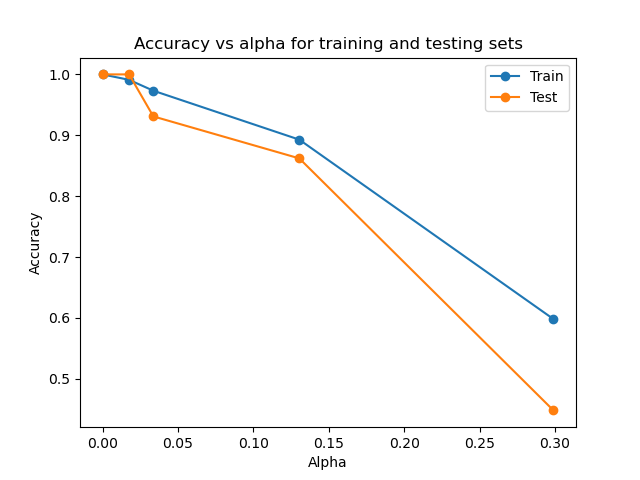 Accuracy vs alpha for training and testing sets
Train
Test
1.0
0.9
0.8
0.7
0.6
0.5
Accuracy
0.00 0.05 0.10 0.15 0.20 0.25 0.30
Alpha